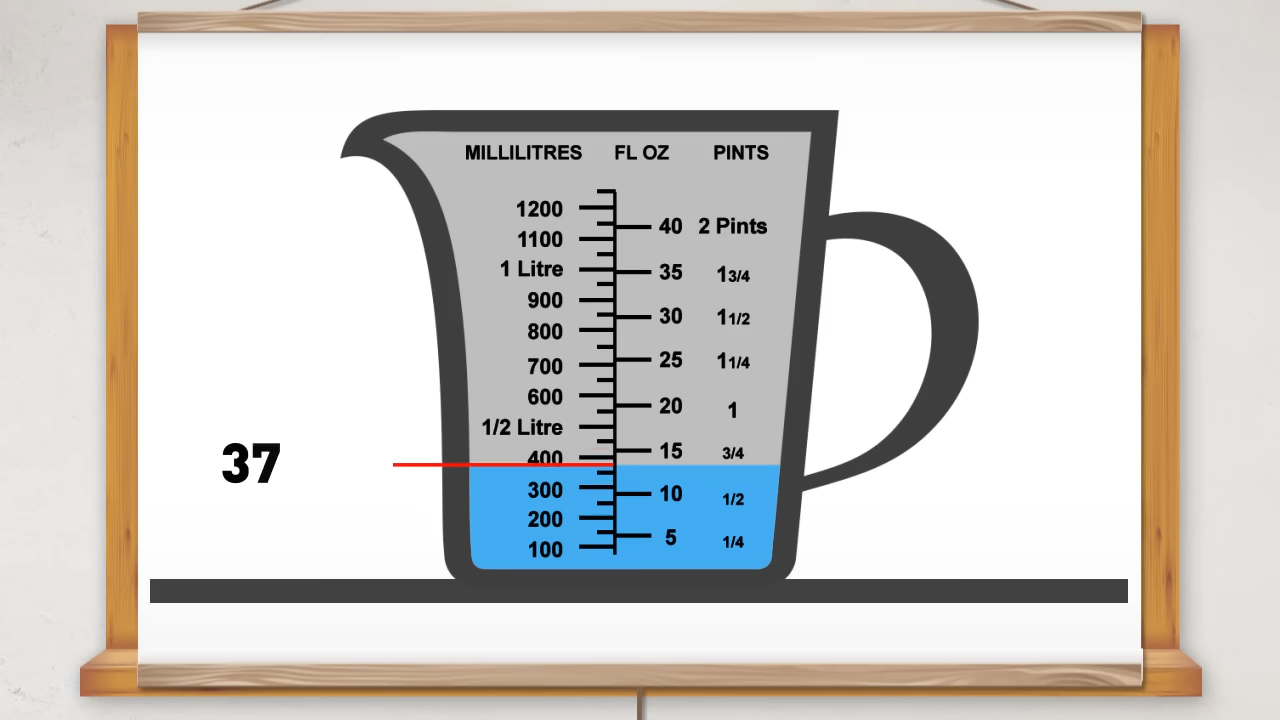 MILLILITRES FL OZ PINTS
1200
40 2 Pints
1100
1 Litre 35 13/4
900
30 11/2
800
700 25 11/4
600
20 1
1/2 Litre
400 15 3/4
37
300 10 1/2
200
5 1/4
100